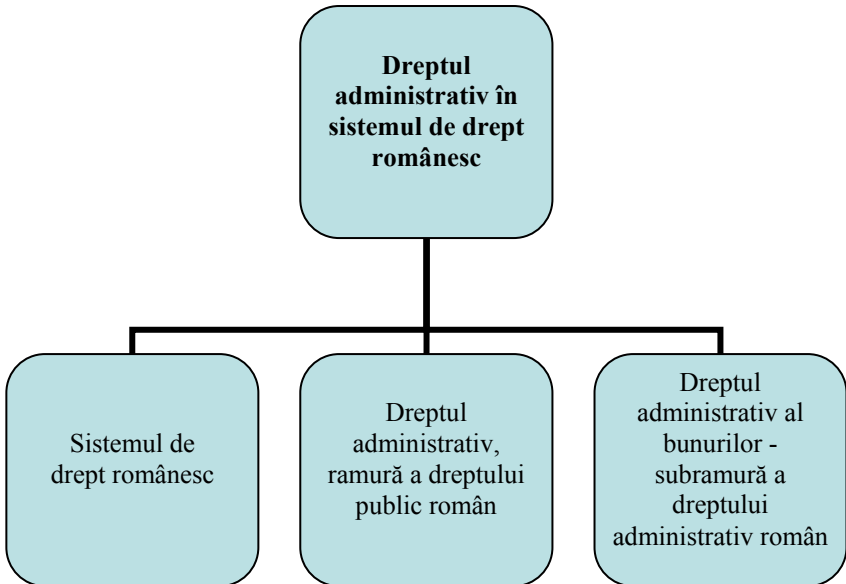 Dreptul
administrativ în
sistemul de drept
românesc
Sistemul de
drept românesc
Dreptul
administrativ,
ramură a dreptului
public român
Dreptul
administrativ al
bunurilor -
subramură a
dreptului
administrativ român